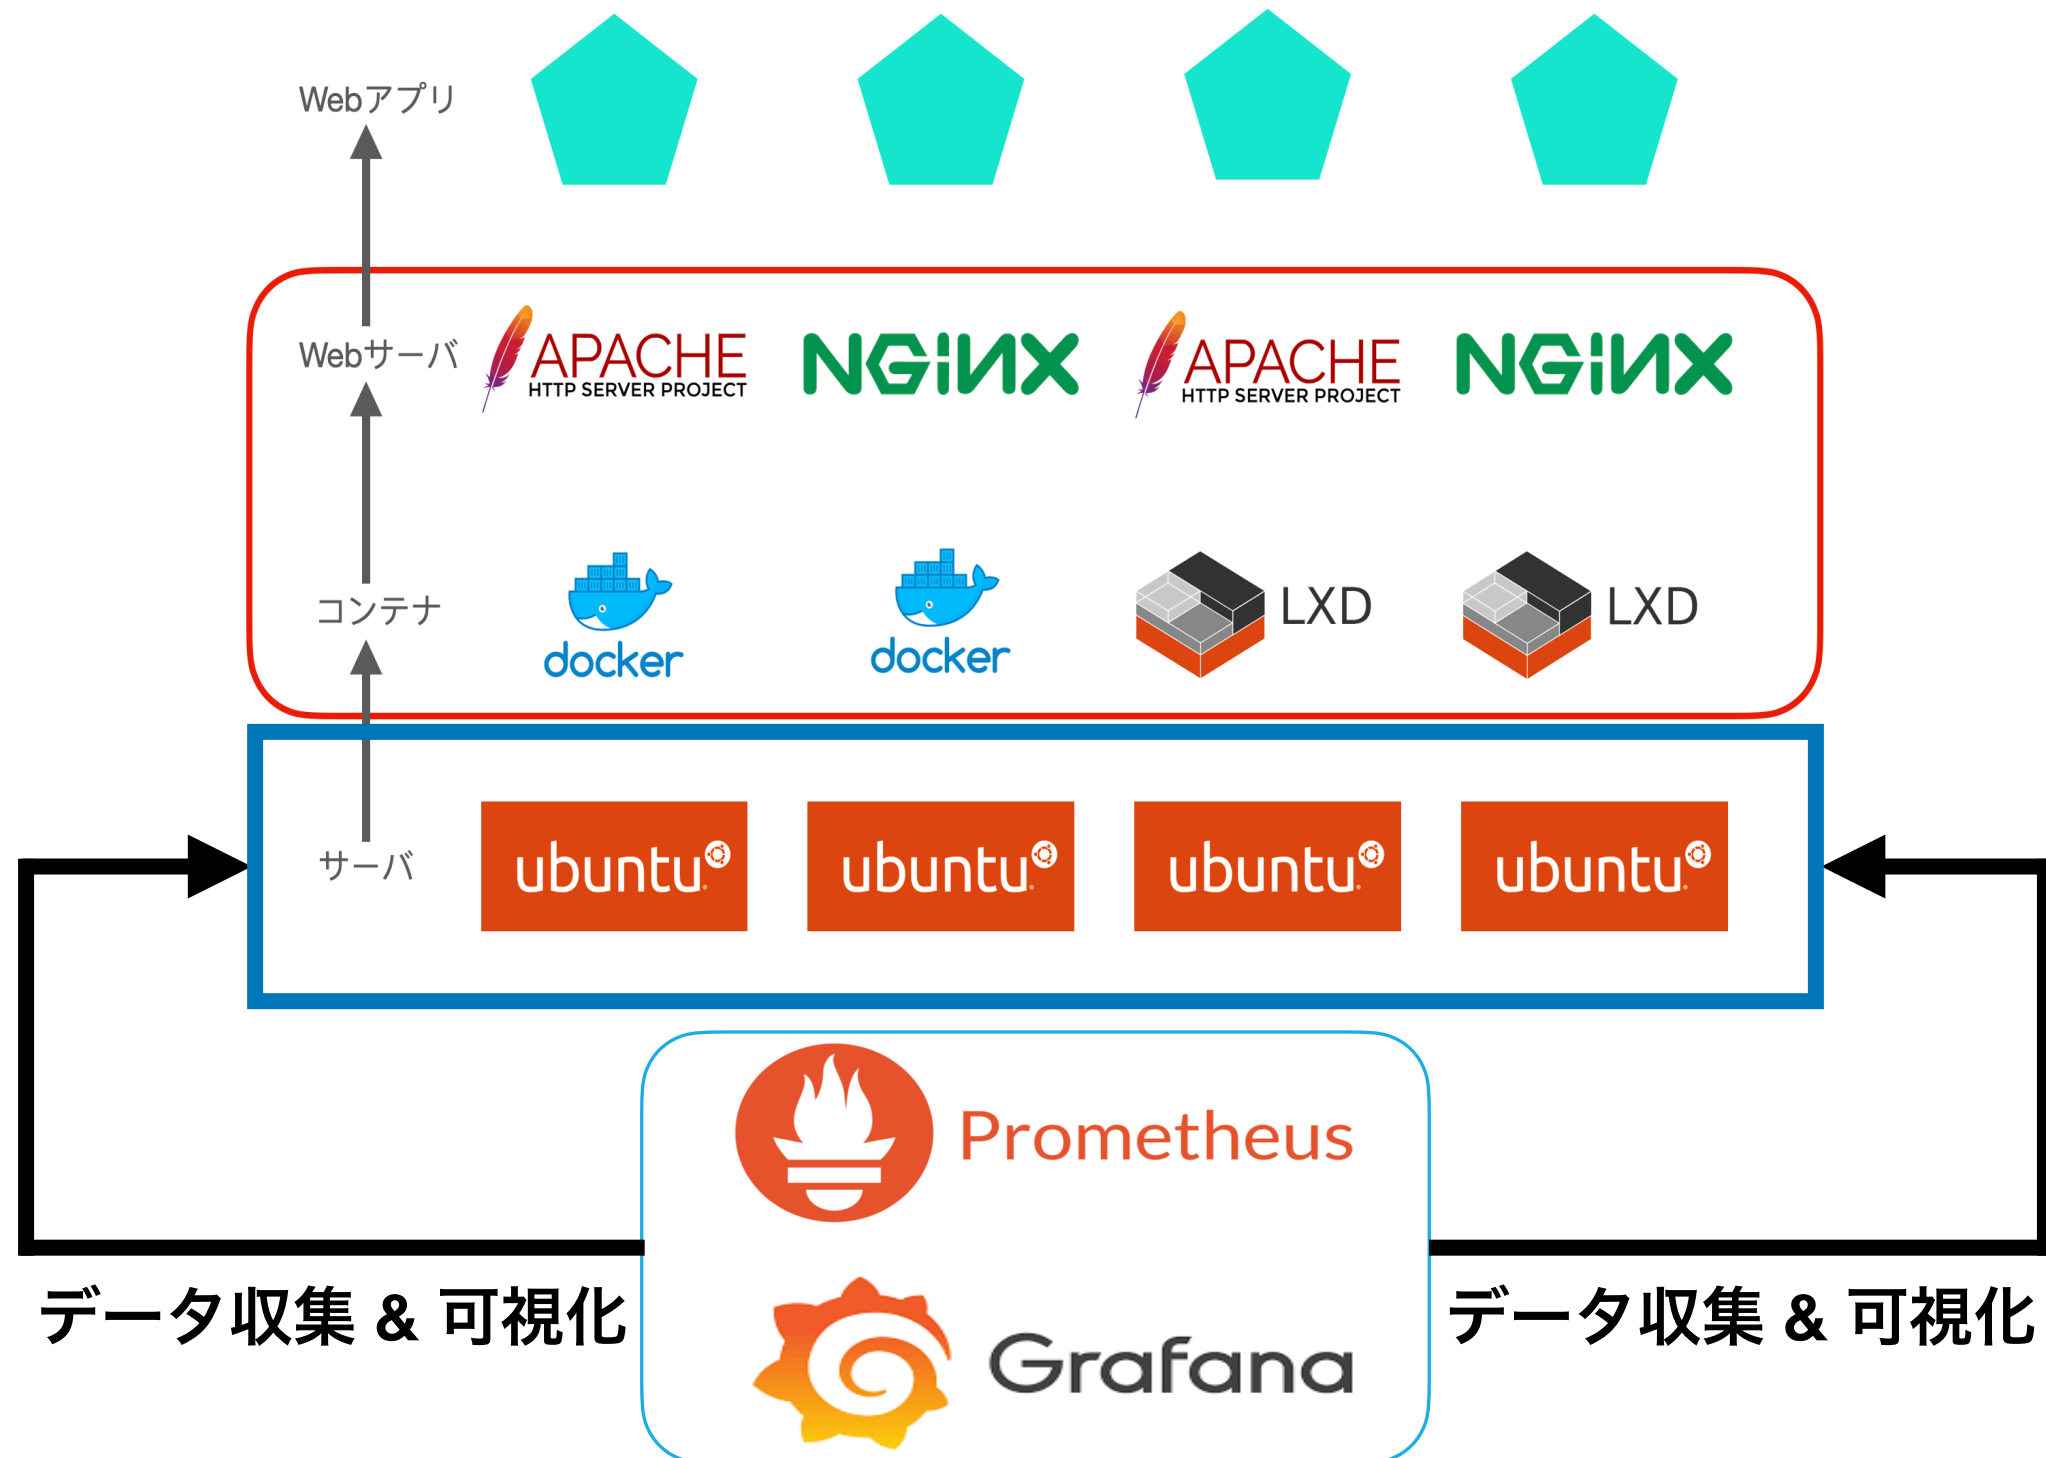 Webアプリ
Webサーバ
APACHE
HTTP SERVER PROJECT
NGiNX
APACHE
HTTP SERVER PROJECT
NGiNX
コンテナ
docker
docker
LXD
LXD
サーバ
ubuntu
ubuntu
ubuntu
ubuntu
Prometheus
データ収集 & 可視化
データ収集 & 可視化
Grafana